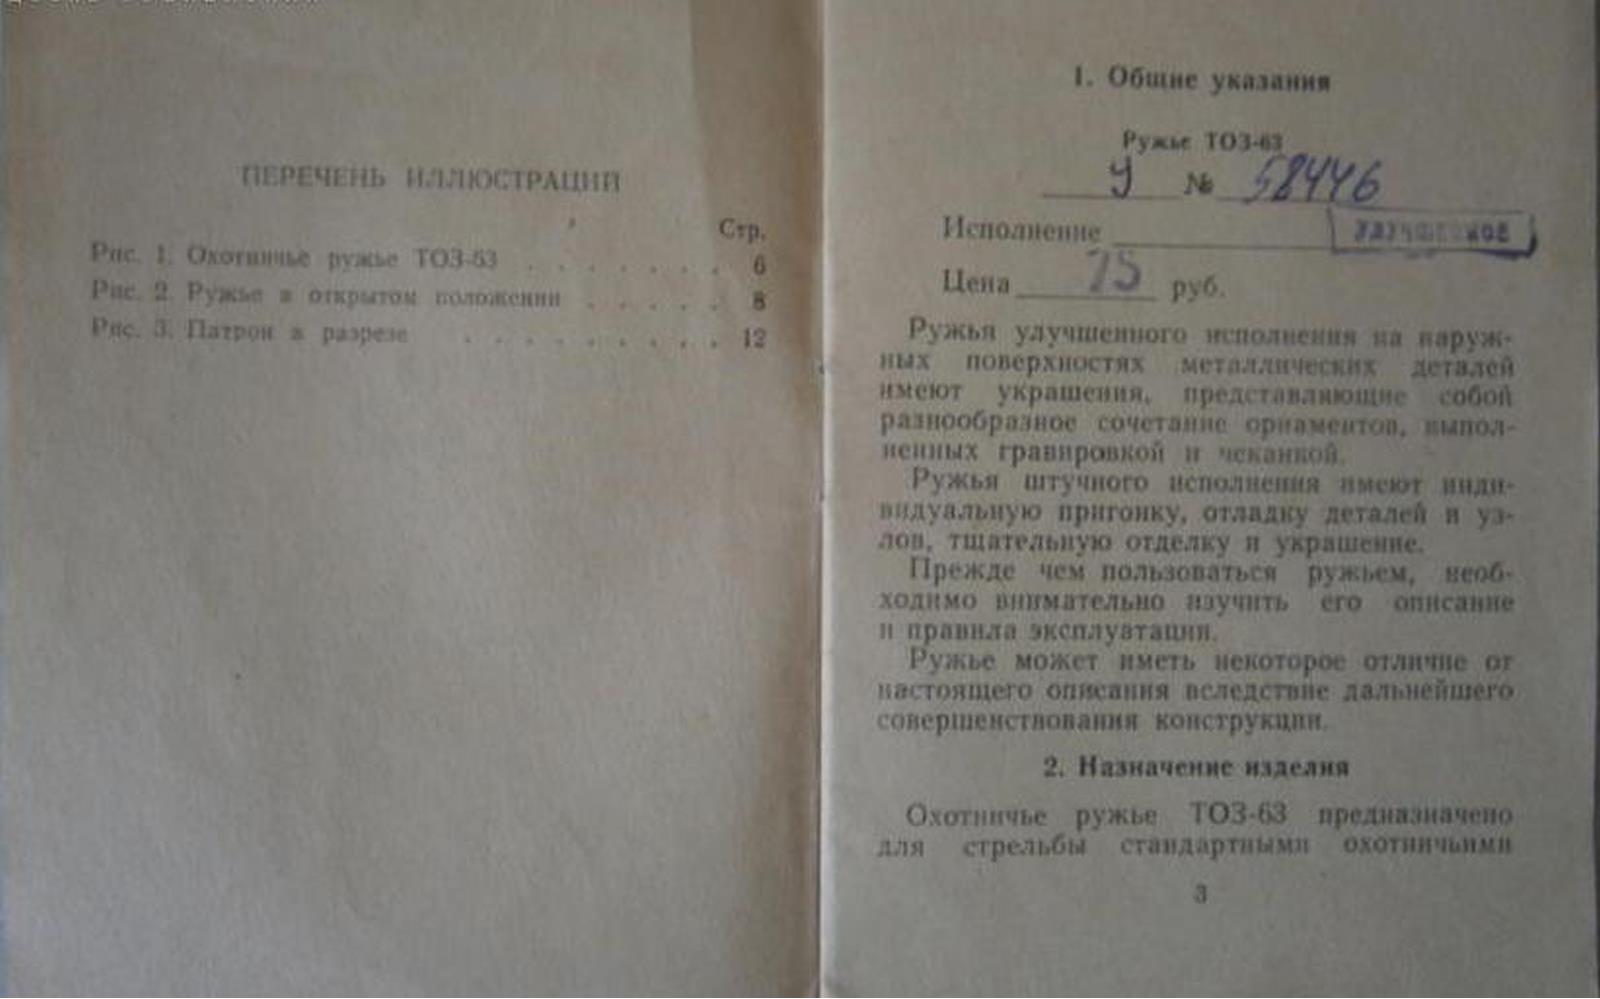 ПЕРЕЧЕНЬ ИЛЛЮСТРАЦИЙ
Стр.
Рис. 1. Охотничье ружье ТОЗ-63 . . . . . . . 6
Рис. 2. Ружье в открытом положении . . . . . 8
Рис. 3. Патрон в разрезе . . . . . . . . . 12
1. Общие указания
Ружье ТОЗ-63
У № 58446
Исполнение УЛУЧШЕННОЕ
Цена 75 руб.
Ружья улучшенного исполнения на наруж-
ных поверхностях металлических деталей
имеют украшения, представляющие собой
разнообразное сочетание орнаментов, выпол-
ненных гравировкой и чеканкой.
Ружья штучного исполнения имеют инди-
видуальную пригонку, отладку деталей и уз-
лов, тщательную отделку и украшение.
Прежде чем пользоваться ружьем, необ-
ходимо внимательно изучить его описание
и правила эксплуатации.
Ружье может иметь некоторое отличие от
настоящего описания вследствие дальнейшего
совершенствования конструкции.
2. Назначение изделия
Охотничье ружье ТОЗ-63 предназначено
для стрельбы стандартными охотничьими
3